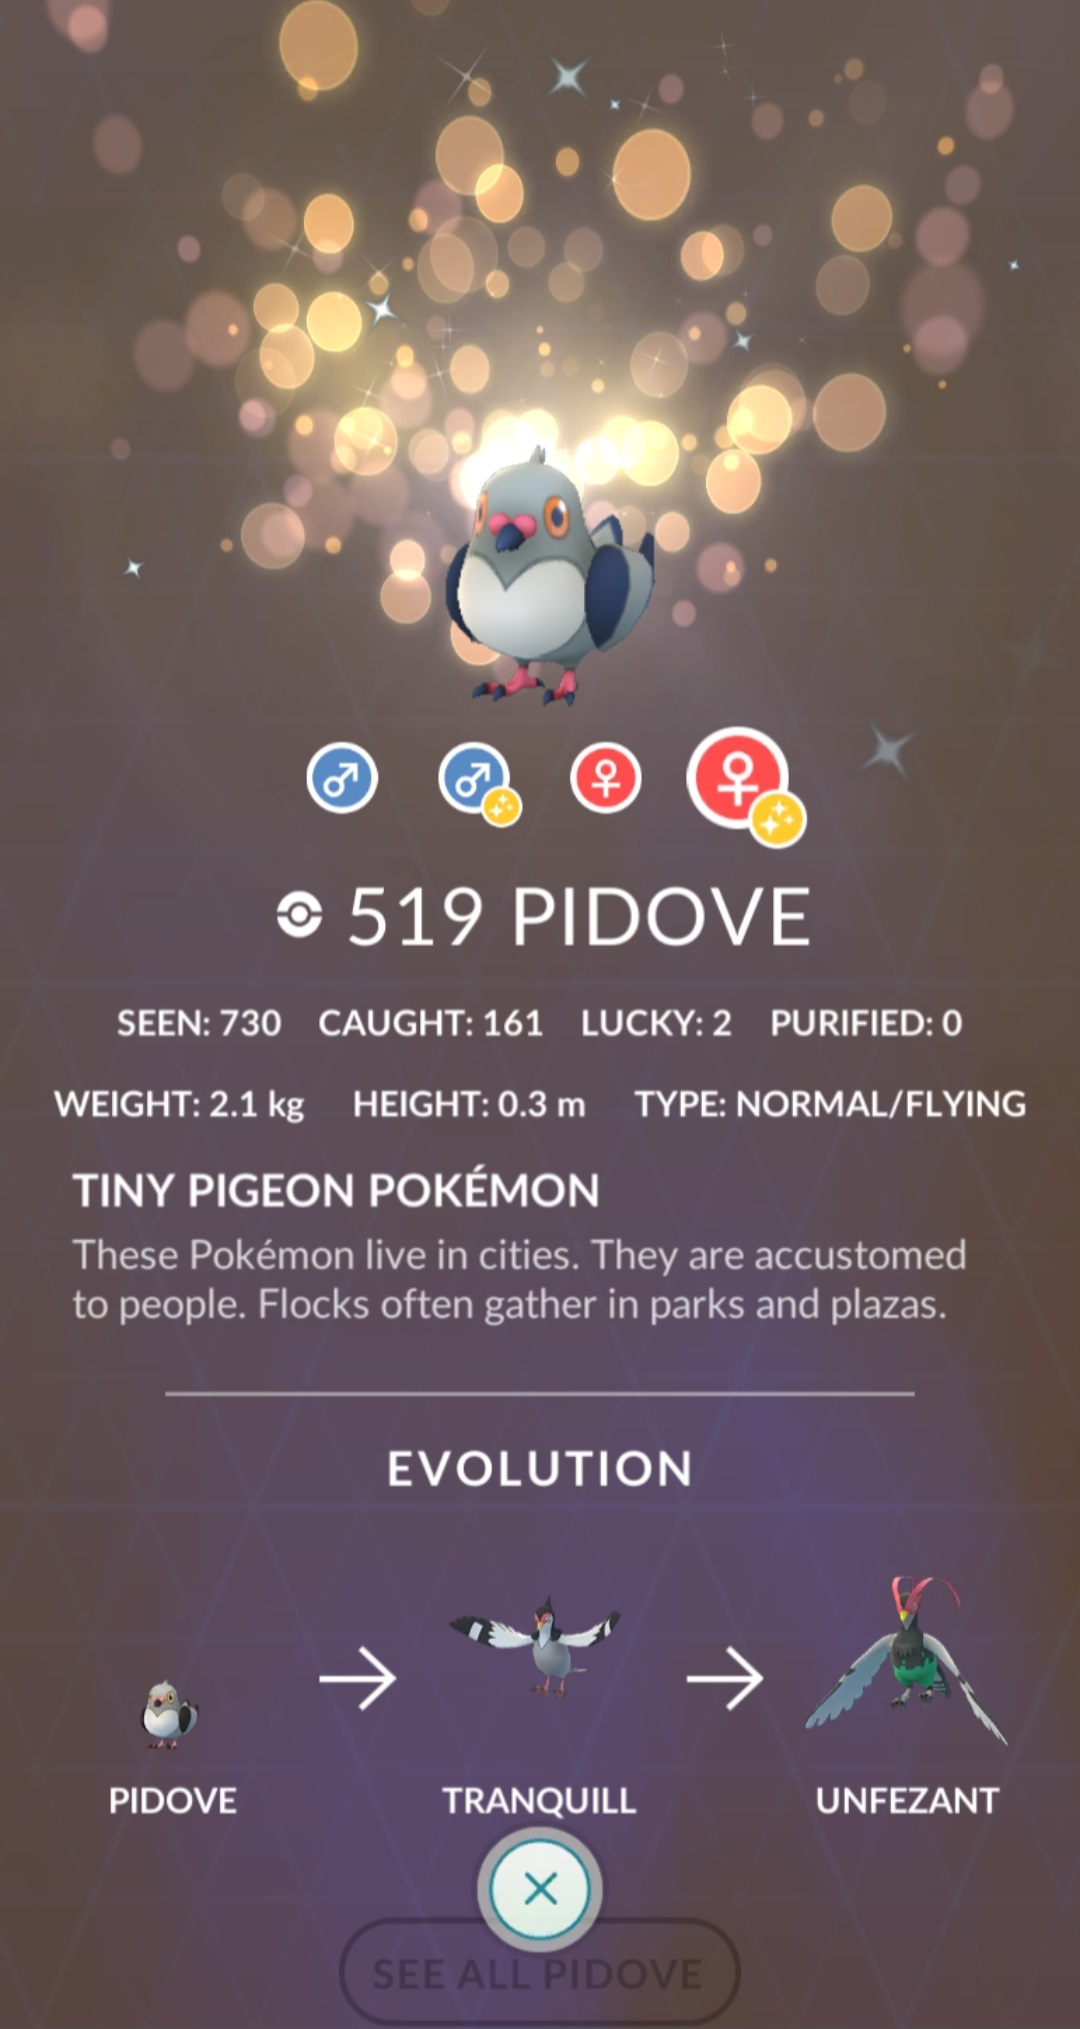 519 PIDOVE
SEEN: 730 CAUGHT: 161 LUCKY: 2 PURIFIED: 0
WEIGHT: 2.1 kg HEIGHT: 0.3 m TYPE: NORMAL/FLYING
TINY PIGEON POKÉMON
These Pokémon live in cities. They are accustomed
to people. Flocks often gather in parks and plazas.
EVOLUTION
PIDOVE TRANQUILL UNFEZANT
SEE ALL PIDOVE